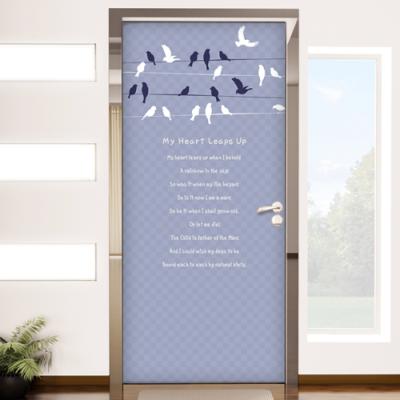 My Heart Leaps Up
My heart leaps up when I behold
A rainbow in the sky:
So was it when my life began;
So is it now I am a man;
So be it when I shall grow old,
Or let me die!
The Child is father of the Man;
And I could wish my days to be
Bound each to each by natural piety.